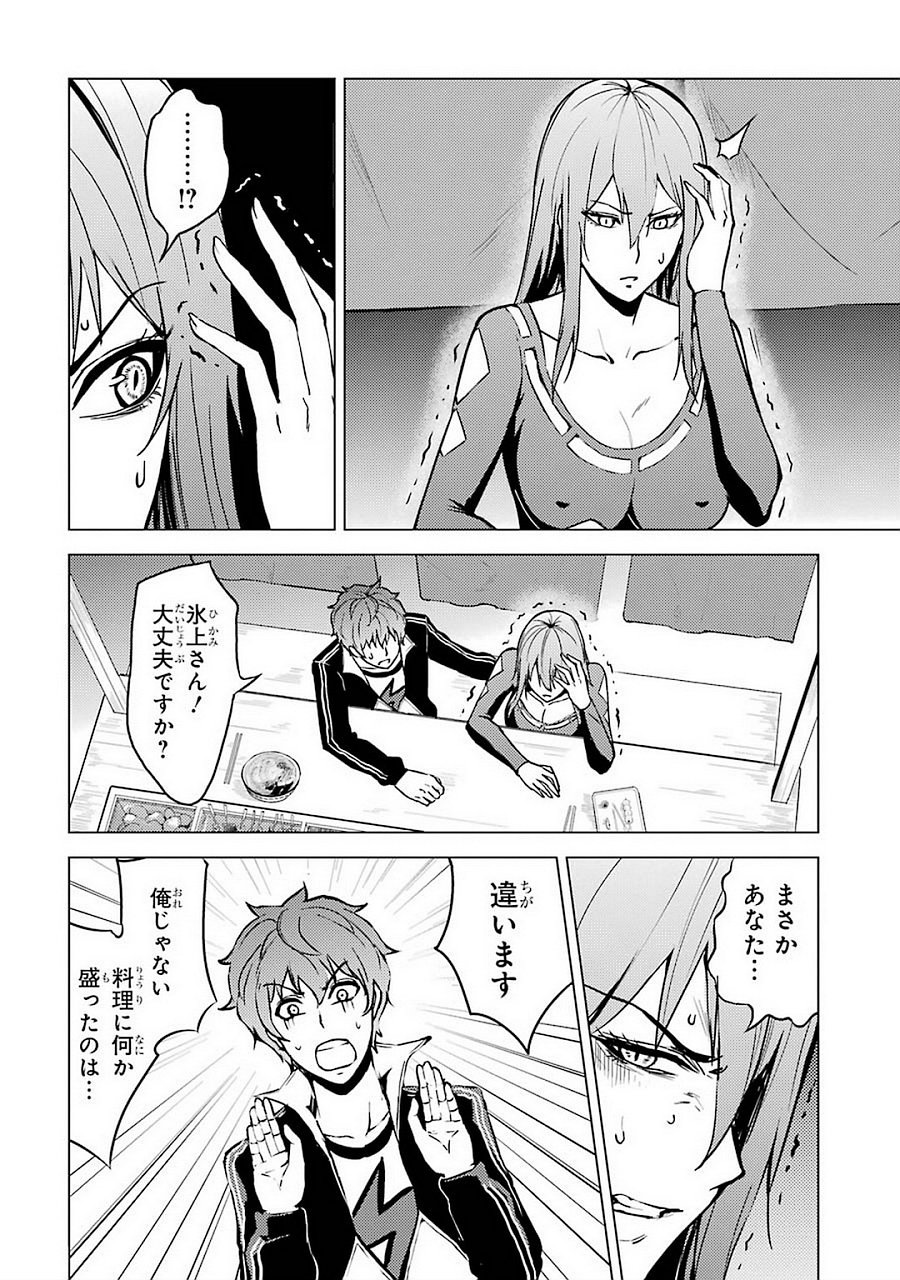 ………!?
氷上さん!
大丈夫ですか?
まさか
あなた…
違います
俺じゃない
料理に何か
盛ったのは…